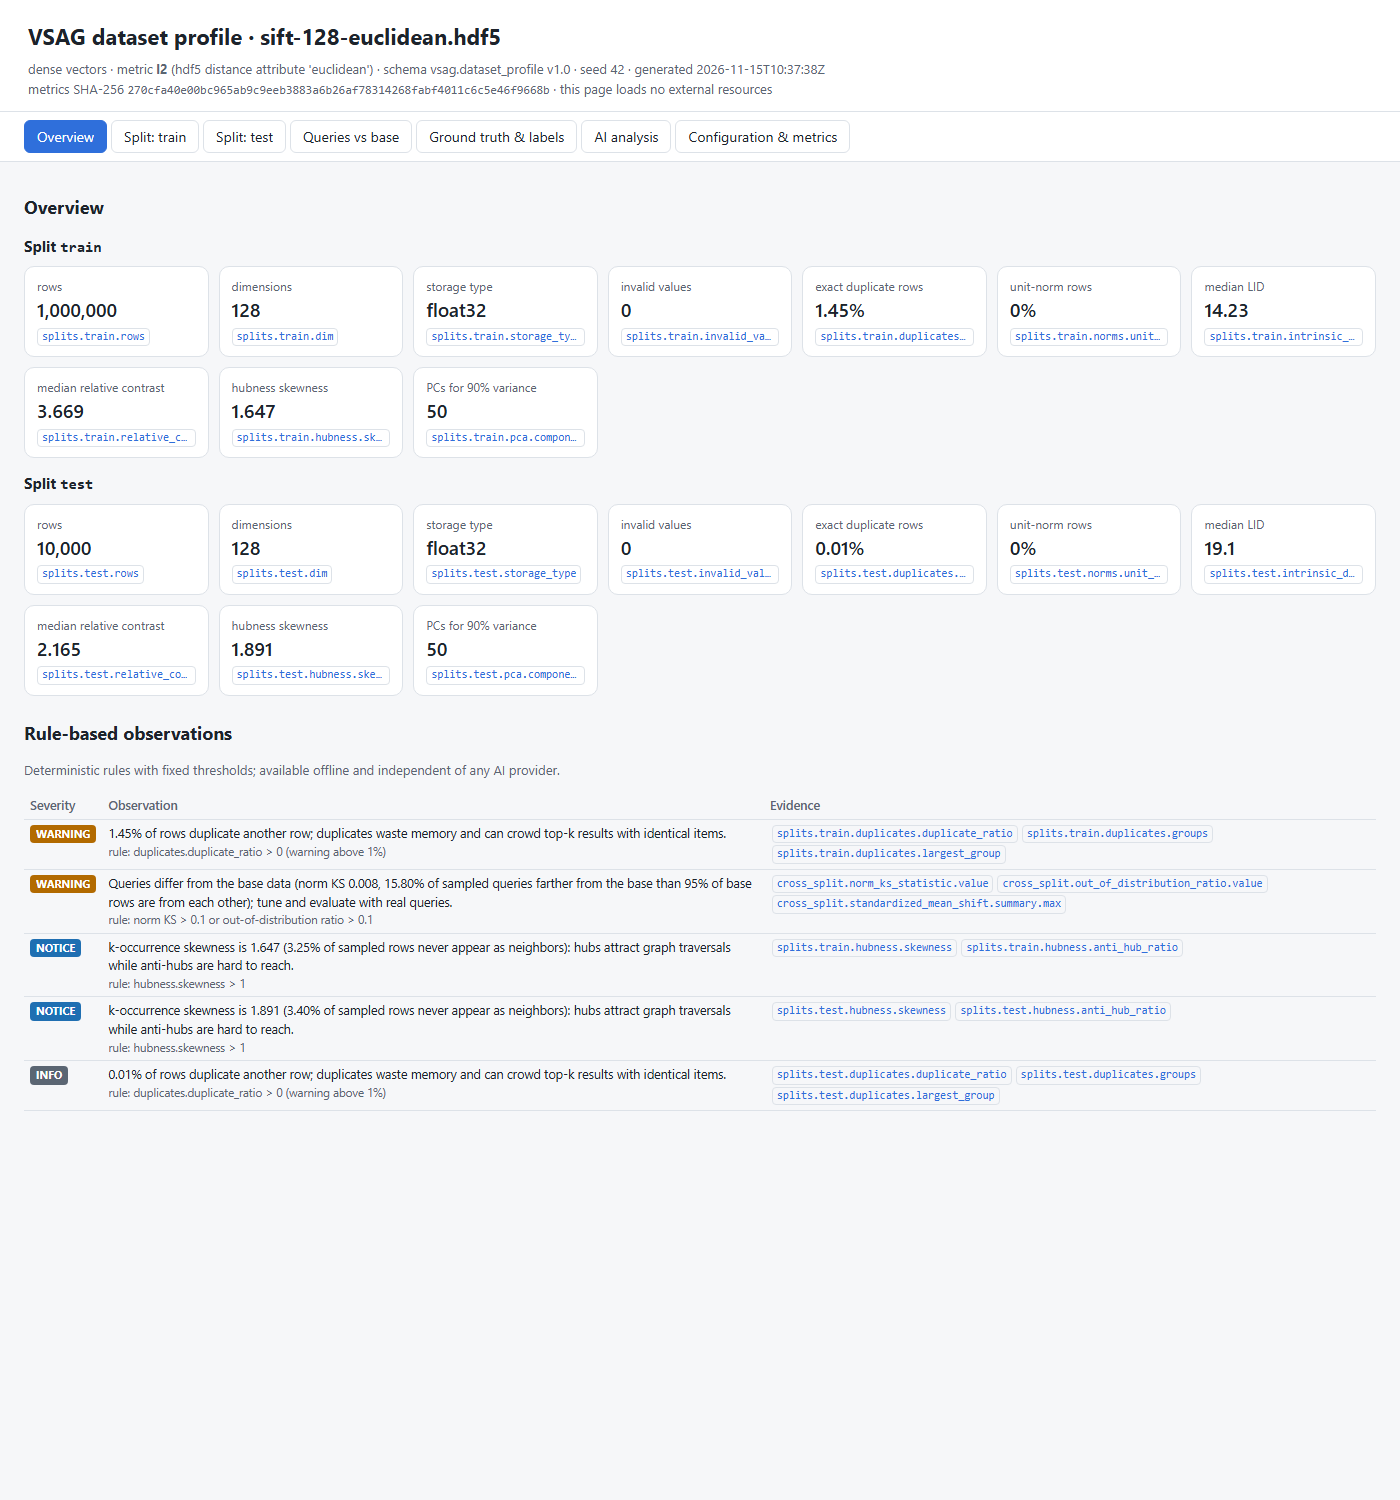 VSAG dataset profile · sift-128-euclidean.hdf5
dense vectors · metric l2 (hdf5 distance attribute 'euclidean') · schema vsag.dataset_profile v1.0 · seed 42 · generated 2026-11-15T10:37:38Z
metrics SHA-256 270cfa40e00bc965ab9c9eeb3883a6b26af78314268fabf4011c6c5e46f9668b · this page loads no external resources
Overview Split: train Split: test Queries vs base Ground truth & labels AI analysis Configuration & metrics
Overview
Split train
rows dimensions storage type invalid values exact duplicate rows unit-norm rows median LID
1,000,000 128 float32 0 1.45% 0% 14.23
splits.train.rows splits.train.dim splits.train.storage_ty… splits.train.invalid_va… splits.train.duplicates… splits.train.norms.unit… splits.train.intrinsic_…
median relative contrast hubness skewness PCs for 90% variance
3.669 1.647 50
splits.train.relative_c… splits.train.hubness.sk… splits.train.pca.compon…
Split test
rows dimensions storage type invalid values exact duplicate rows unit-norm rows median LID
10,000 128 float32 0 0.01% 0% 19.1
splits.test.rows splits.test.dim splits.test.storage_type splits.test.invalid_val… splits.test.duplicates.… splits.test.norms.unit_… splits.test.intrinsic_d…
median relative contrast hubness skewness PCs for 90% variance
2.165 1.891 50
splits.test.relative_co… splits.test.hubness.ske… splits.test.pca.compone…
Rule-based observations
Deterministic rules with fixed thresholds; available offline and independent of any AI provider.
Severity Observation Evidence
WARNING 1.45% of rows duplicate another row; duplicates waste memory and can crowd top-k results with identical items. splits.train.duplicates.duplicate_ratio splits.train.duplicates.groups
rule: duplicates.duplicate_ratio > 0 (warning above 1%) splits.train.duplicates.largest_group
WARNING Queries differ from the base data (norm KS 0.008, 15.80% of sampled queries farther from the base than 95% of base cross_split.norm_ks_statistic.value cross_split.out_of_distribution_ratio.value
rows are from each other); tune and evaluate with real queries. cross_split.standardized_mean_shift.summary.max
rule: norm KS > 0.1 or out-of-distribution ratio > 0.1
NOTICE k-occurrence skewness is 1.647 (3.25% of sampled rows never appear as neighbors): hubs attract graph traversals splits.train.hubness.skewness splits.train.hubness.anti_hub_ratio
while anti-hubs are hard to reach.
rule: hubness.skewness > 1
NOTICE k-occurrence skewness is 1.891 (3.40% of sampled rows never appear as neighbors): hubs attract graph traversals splits.test.hubness.skewness splits.test.hubness.anti_hub_ratio
while anti-hubs are hard to reach.
rule: hubness.skewness > 1
INFO 0.01% of rows duplicate another row; duplicates waste memory and can crowd top-k results with identical items. splits.test.duplicates.duplicate_ratio splits.test.duplicates.groups
rule: duplicates.duplicate_ratio > 0 (warning above 1%) splits.test.duplicates.largest_group